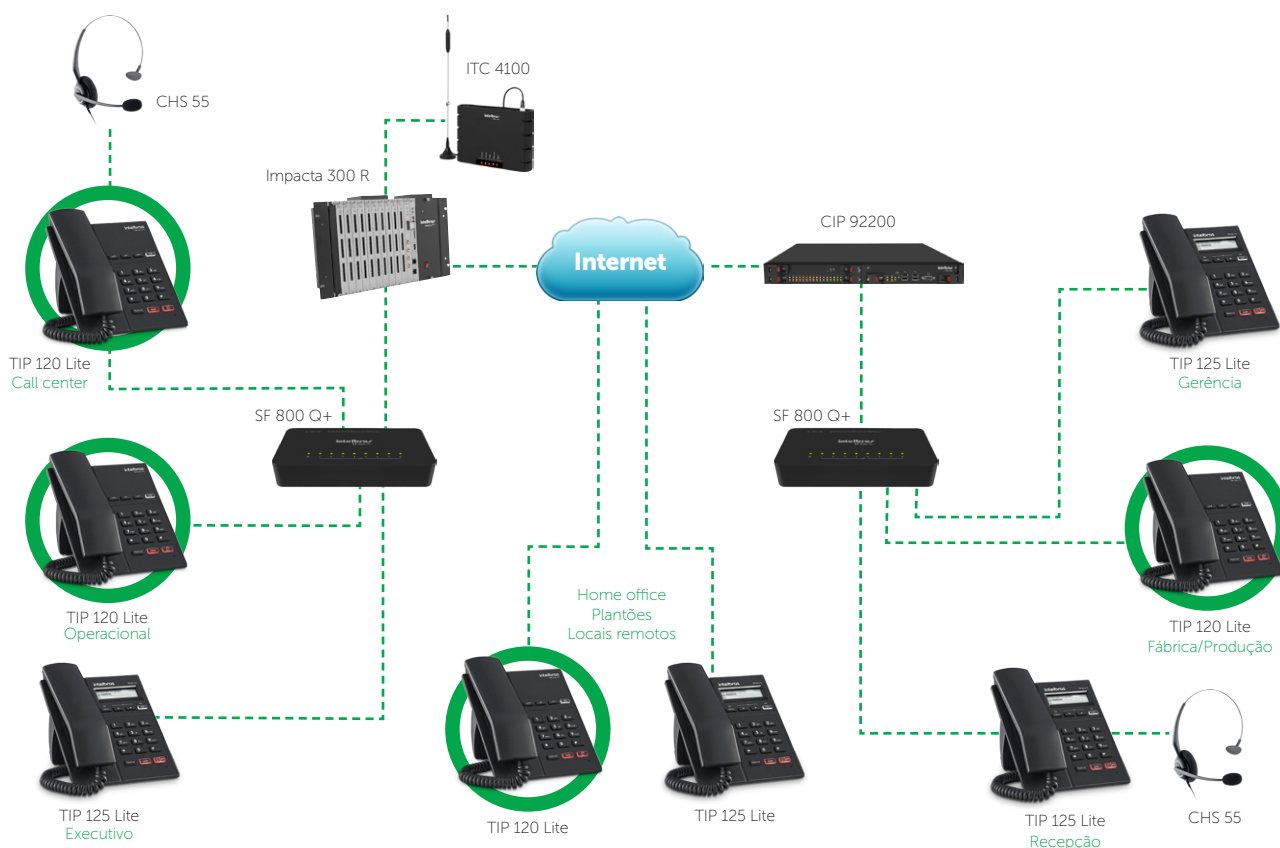 ITC 4100
CHS 55
Impacta 300 R
CIP 92200
Internet
TIP 120 Lite
Call center
TIP 125 Lite
Gerência
SF 800 Q+
SF 800 Q+
intelbras
intelbras
Home office
Plantões
Locais remotos
TIP 120 Lite
Operacional
TIP 120 Lite
Fábrica/Produção
TIP 125 Lite
Executivo
TIP 120 Lite
TIP 125 Lite
TIP 125 Lite
Recepção
CHS 55